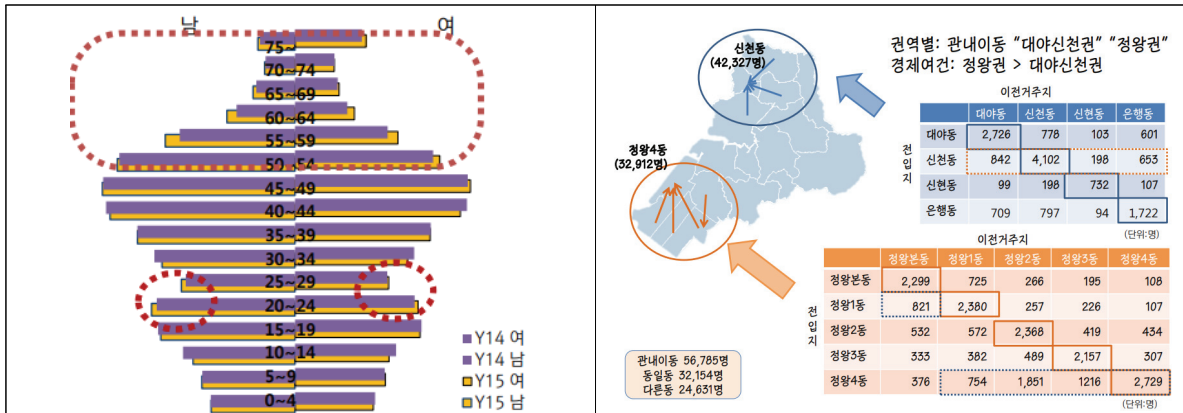 남 여
75~
70~74
65~69
60~64
55~59
50~54
45~49
40~44
35~39
30~34
25~29
20~24
15~19
10~14
5~9
0~4
Y14 여
Y14 남
Y15 여
Y15 남
신천동
(42,327명)
정왕4동
(32,912명)
관내이동 56,785명
동일동 32,154명
다른동 24,631명
권역별: 관내이동 “대야신천권” “정왕권”
경제여건: 정왕권 > 대야신천권
이전거주지
대야동 신천동 신현동 은행동
전입지
대야동 2,726 778 103 601
신천동 842 4,102 198 653
신현동 99 198 732 107
은행동 709 797 94 1,722
(단위:명)
이전거주지
정왕본동 정왕1동 정왕2동 정왕3동 정왕4동
전입지
정왕본동 2,299 725 266 195 108
정왕1동 821 2,380 257 226 107
정왕2동 532 572 2,368 419 434
정왕3동 333 382 489 2,157 307
정왕4동 376 754 1,851 1216 2,729
(단위:명)